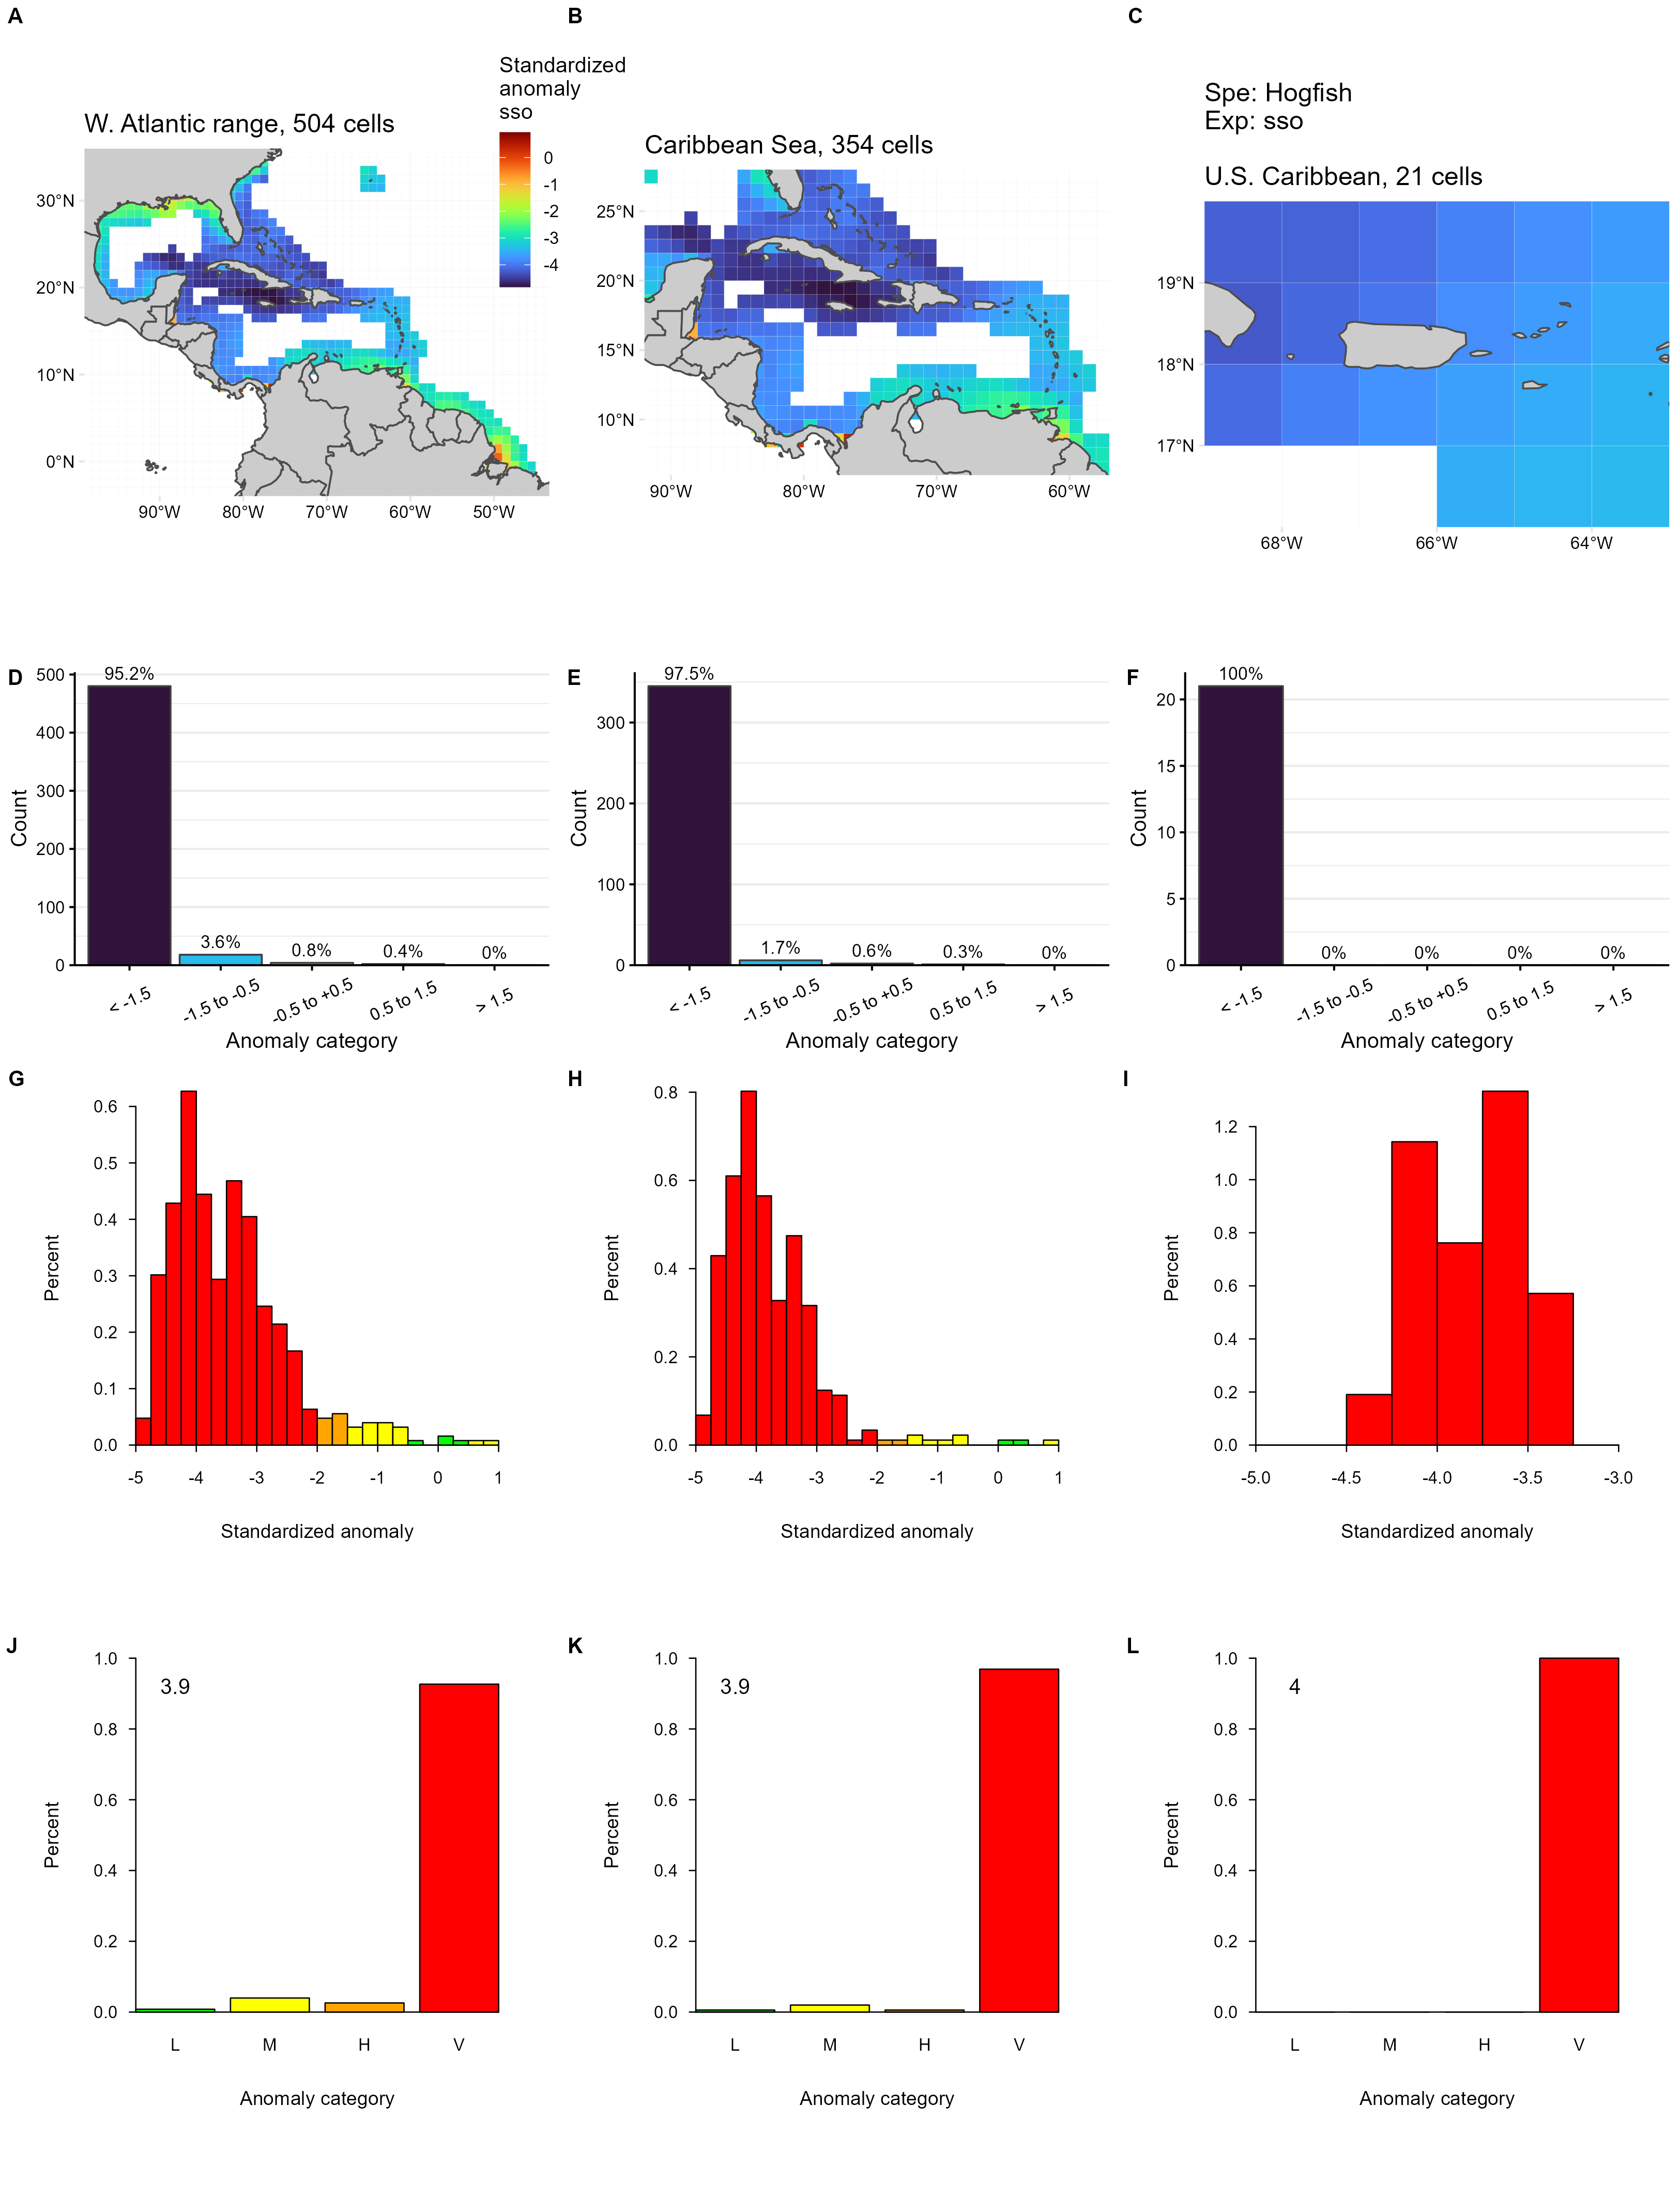 A
B
C
Standardized
anomaly
sso
0
-1
-2
-3
-4
W. Atlantic range, 504 cells
30°N
20°N
10°N
0°N
90°W 80°W 70°W 60°W 50°W
Caribbean Sea, 354 cells
25°N
20°N
15°N
10°N
90°W 80°W 70°W 60°W
Spe: Hogfish
Exp: sso
U.S. Caribbean, 21 cells
19°N
18°N
17°N
68°W 66°W 64°W
D
Count
500
400
300
200
100
0
95.2% 3.6% 0.8% 0.4% 0%
< -1.5 -1.5 to -0.5 -0.5 to +0.5 0.5 to 1.5 > 1.5
Anomaly category
E
Count
300
200
100
0
97.5% 1.7% 0.6% 0.3% 0%
< -1.5 -1.5 to -0.5 -0.5 to +0.5 0.5 to 1.5 > 1.5
Anomaly category
F
Count
20
15
10
5
0
100% 0% 0% 0% 0%
< -1.5 -1.5 to -0.5 -0.5 to +0.5 0.5 to 1.5 > 1.5
Anomaly category
G
Percent
0.6
0.5
0.4
0.3
0.2
0.1
0.0
-5 -4 -3 -2 -1 0 1
Standardized anomaly
H
Percent
0.8
0.6
0.4
0.2
0.0
-5 -4 -3 -2 -1 0 1
Standardized anomaly
I
Percent
1.2
1.0
0.8
0.6
0.4
0.2
0.0
-5.0 -4.5 -4.0 -3.5 -3.0
Standardized anomaly
J
Percent
1.0
0.8
0.6
0.4
0.2
0.0
3.9
L M H V
Anomaly category
K
Percent
1.0
0.8
0.6
0.4
0.2
0.0
3.9
L M H V
Anomaly category
L
Percent
1.0
0.8
0.6
0.4
0.2
0.0
4
L M H V
Anomaly category